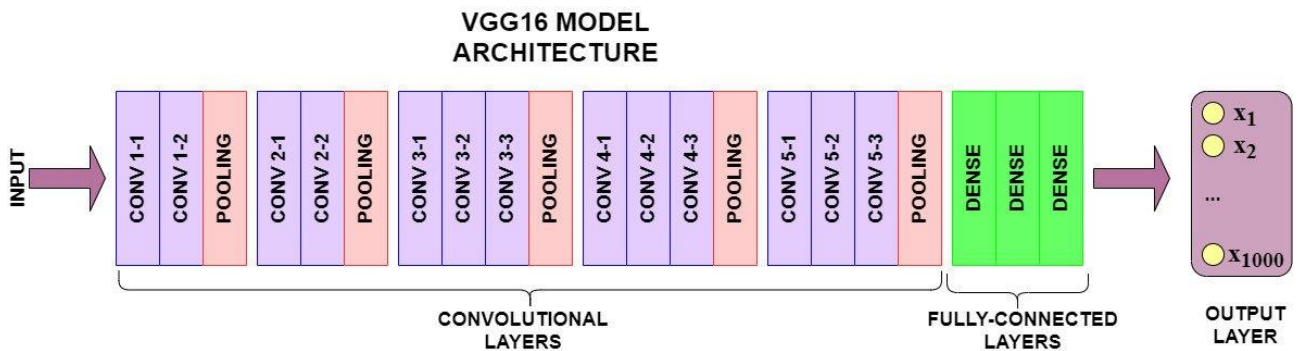 VGG16 MODEL
ARCHITECTURE
INPUT
CONV 1-1
CONV 1-2
POOLING
CONV 2-1
CONV 2-2
POOLING
CONV 3-1
CONV 3-2
CONV 3-3
POOLING
CONV 4-1
CONV 4-2
CONV 4-3
POOLING
CONV 5-1
CONV 5-2
CONV 5-3
POOLING
DENSE
DENSE
DENSE
x1
x2
...
x1000
CONVOLUTIONAL
LAYERS
FULLY-CONNECTED
LAYERS
OUTPUT
LAYER